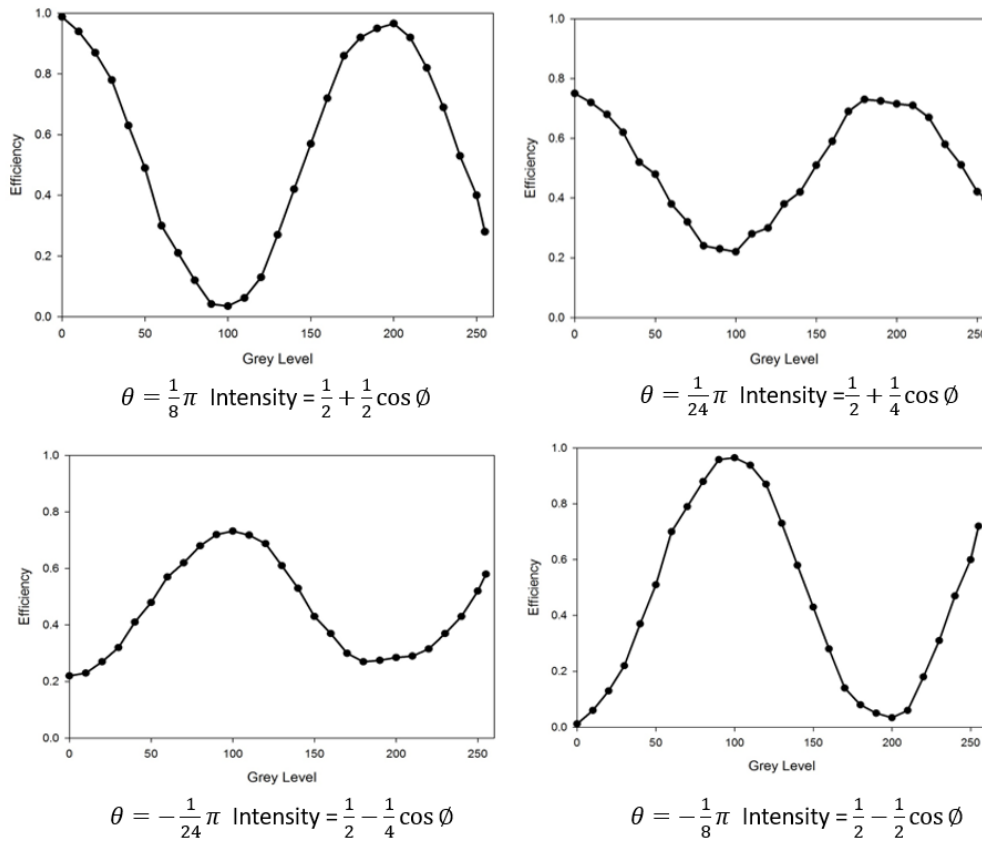 1.0
0.8
0.6
0.4
0.2
0.0
Efficiency
0 50 100 150 200 250
Grey Level
θ = 1/8 π Intensity = 1/2 + 1/2 cos Ø
1.0
0.8
0.6
0.4
0.2
0.0
Efficiency
0 50 100 150 200 250
Grey Level
θ = 1/24 π Intensity = 1/2 + 1/4 cos Ø
1.0
0.8
0.6
0.4
0.2
0.0
Efficiency
0 50 100 150 200 250
Grey Level
θ = − 1/24 π Intensity = 1/2 − 1/4 cos Ø
1.0
0.8
0.6
0.4
0.2
0.0
Efficiency
0 50 100 150 200 250
Grey Level
θ = − 1/8 π Intensity = 1/2 − 1/2 cos Ø